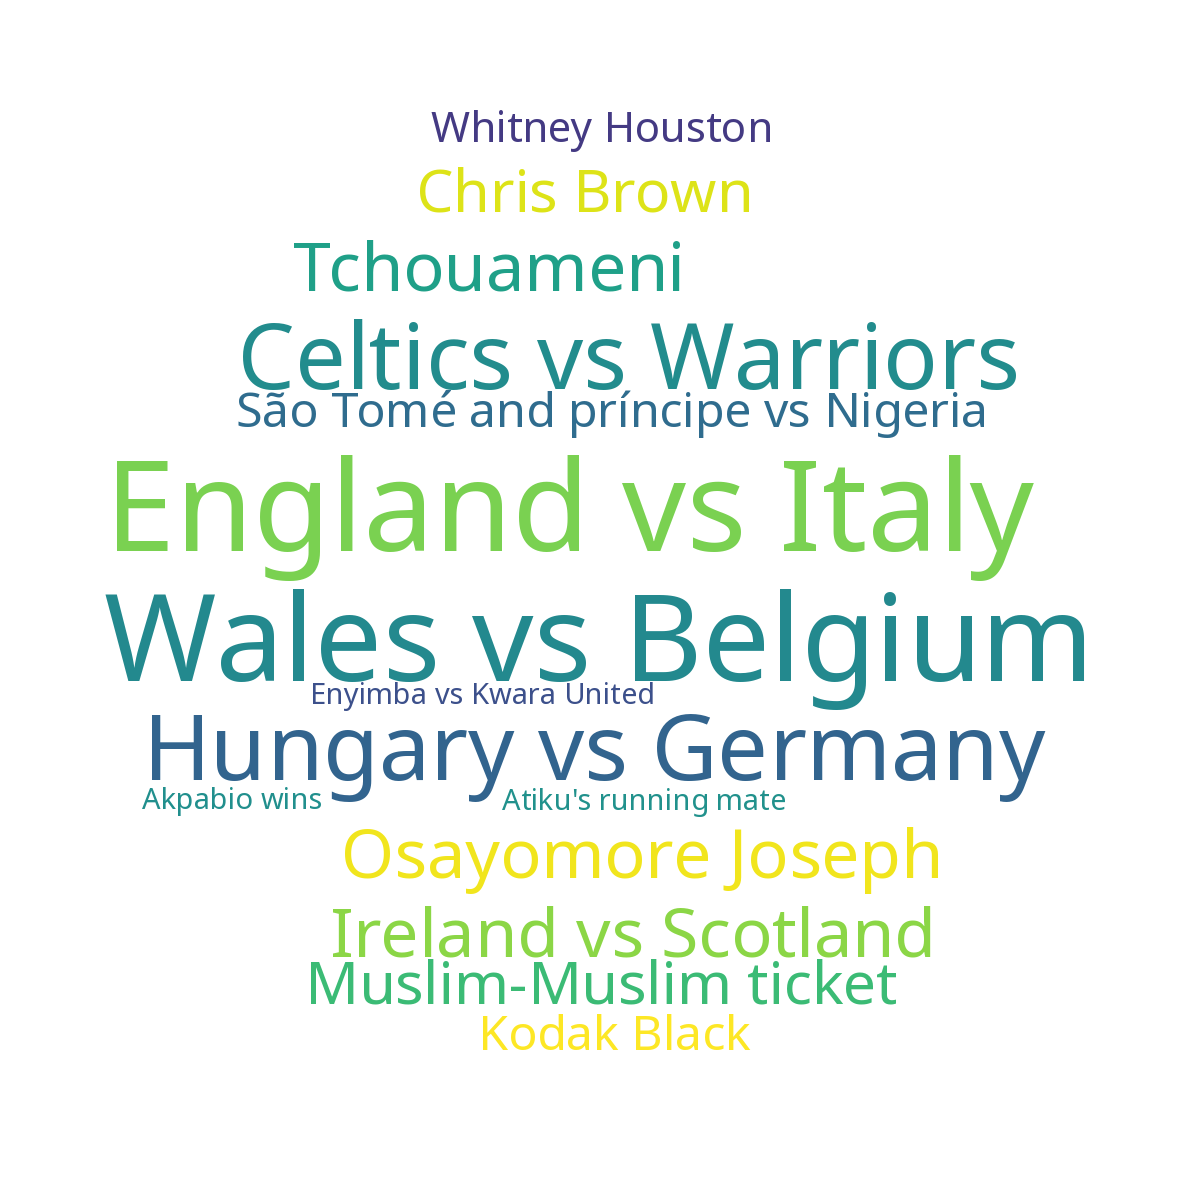 Whitney Houston
Chris Brown
Tchouameni
Celtics vs Warriors
São Tomé and príncipe vs Nigeria
England vs Italy
Wales vs Belgium
Enyimba vs Kwara United
Hungary vs Germany
Akpabio wins
Atiku's running mate
Osayomore Joseph
Ireland vs Scotland
Muslim-Muslim ticket
Kodak Black